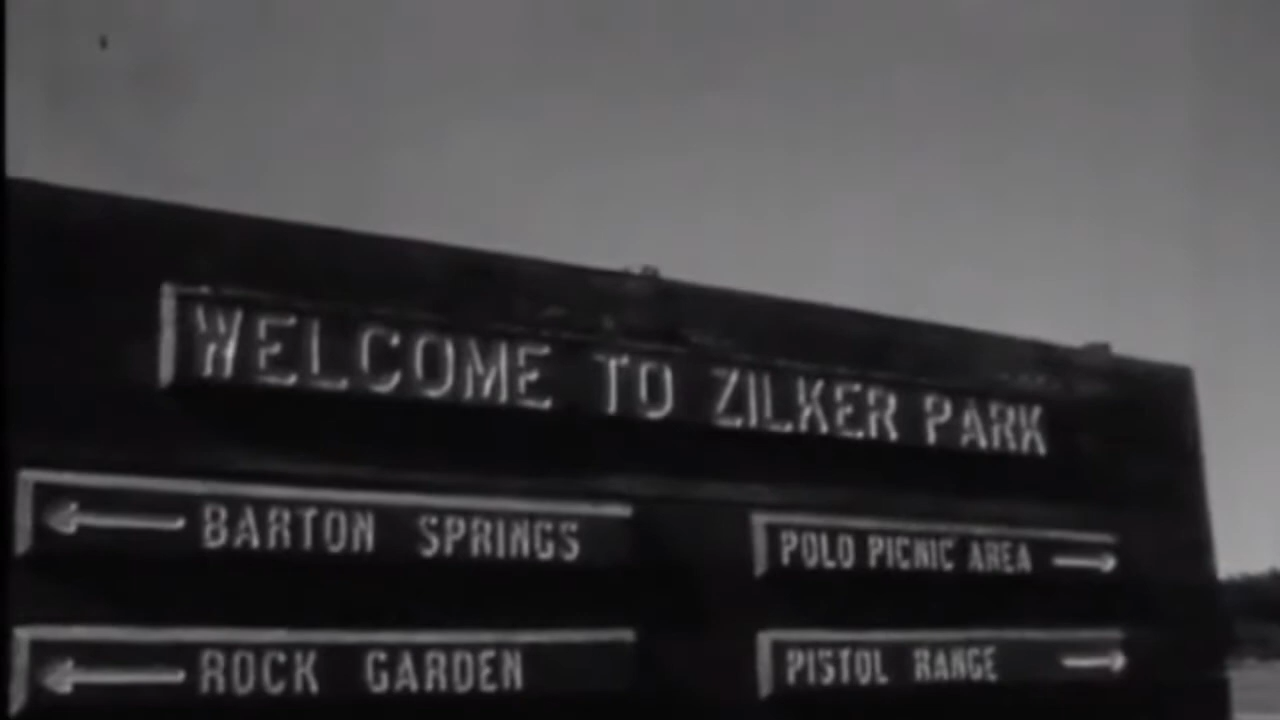 WELCOME TO ZILKER PARK
BARTON SPRINGS
POLO PICNIC AREA
ROCK GARDEN
PISTOL RANGE